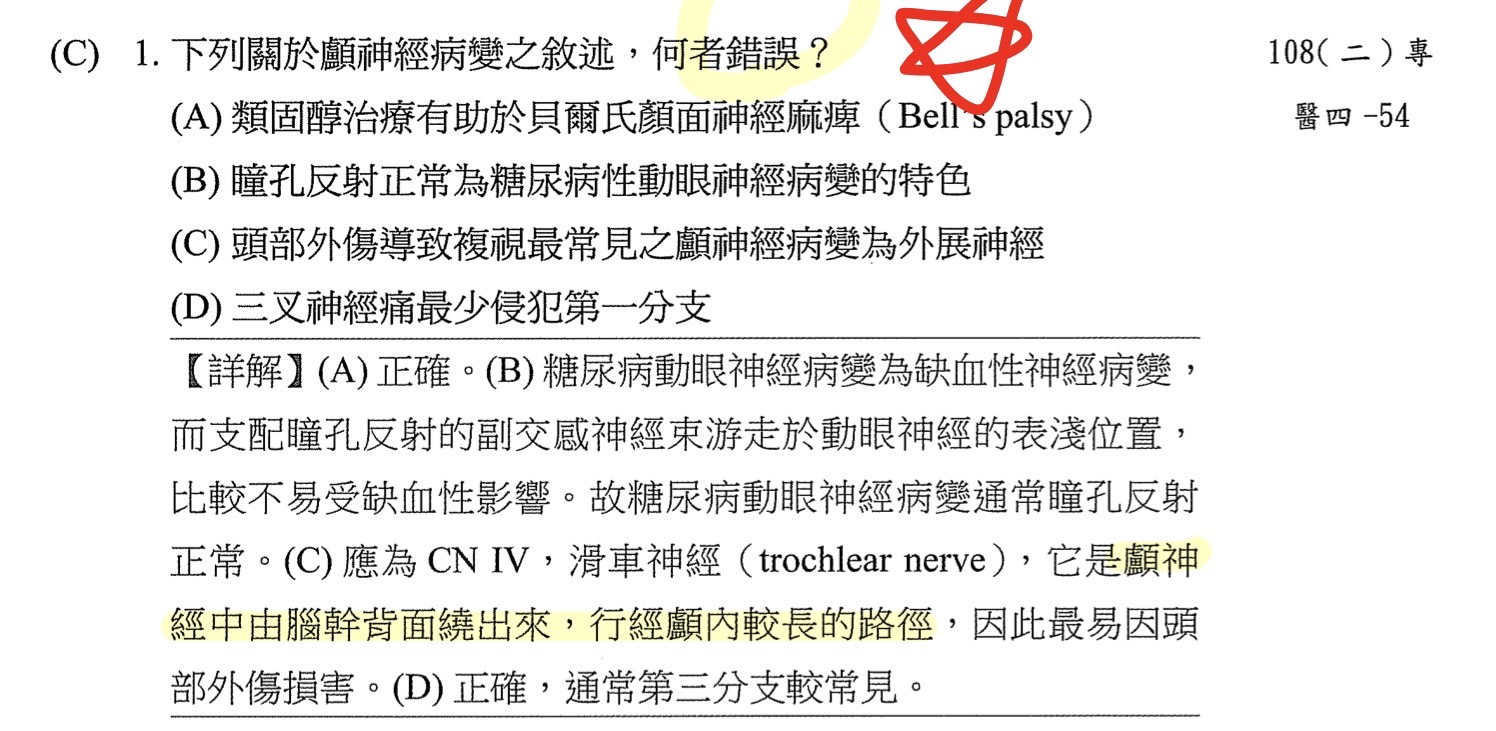 (C) 1. 下列關於顱神經病變之敘述，何者錯誤？ 108(二)專
(A) 類固醇治療有助於貝爾氏顏面神經麻痺（Bell's palsy） 醫四-54
(B) 瞳孔反射正常為糖尿病性動眼神經病變的特色
(C) 頭部外傷導致複視最常見之顱神經病變為外展神經
(D) 三叉神經痛最少侵犯第一分支
【詳解】(A) 正確。(B) 糖尿病動眼神經病變為缺血性神經病變，
而支配瞳孔反射的副交感神經束游走於動眼神經的表淺位置，
比較不易受缺血性影響。故糖尿病動眼神經病變通常瞳孔反射
正常。(C) 應為 CN IV，滑車神經（trochlear nerve），它是顱神
經中由腦幹背面繞出來，行經顱內較長的路徑，因此最易因頭
部外傷損害。(D) 正確，通常第三分支較常見。